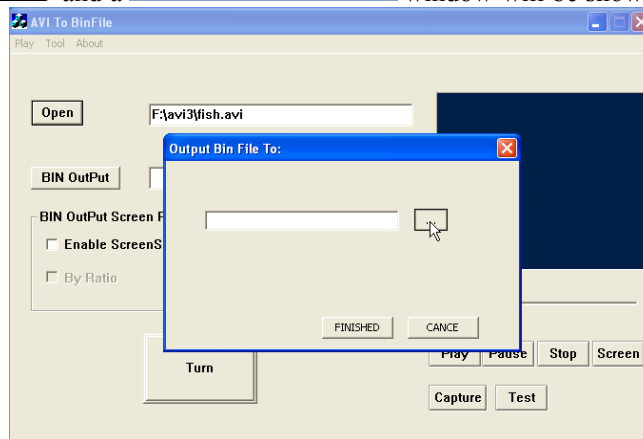 AVI To BinFile
Play Tool About
Open
F:\avi3\fish.avi
Output Bin File To:
BIN OutPut
...
BIN OutPut Screen
Enable ScreenS
By Ratio
FINISHED
CANCE
Turn
Play
Pause
Stop
Screen
Capture
Test